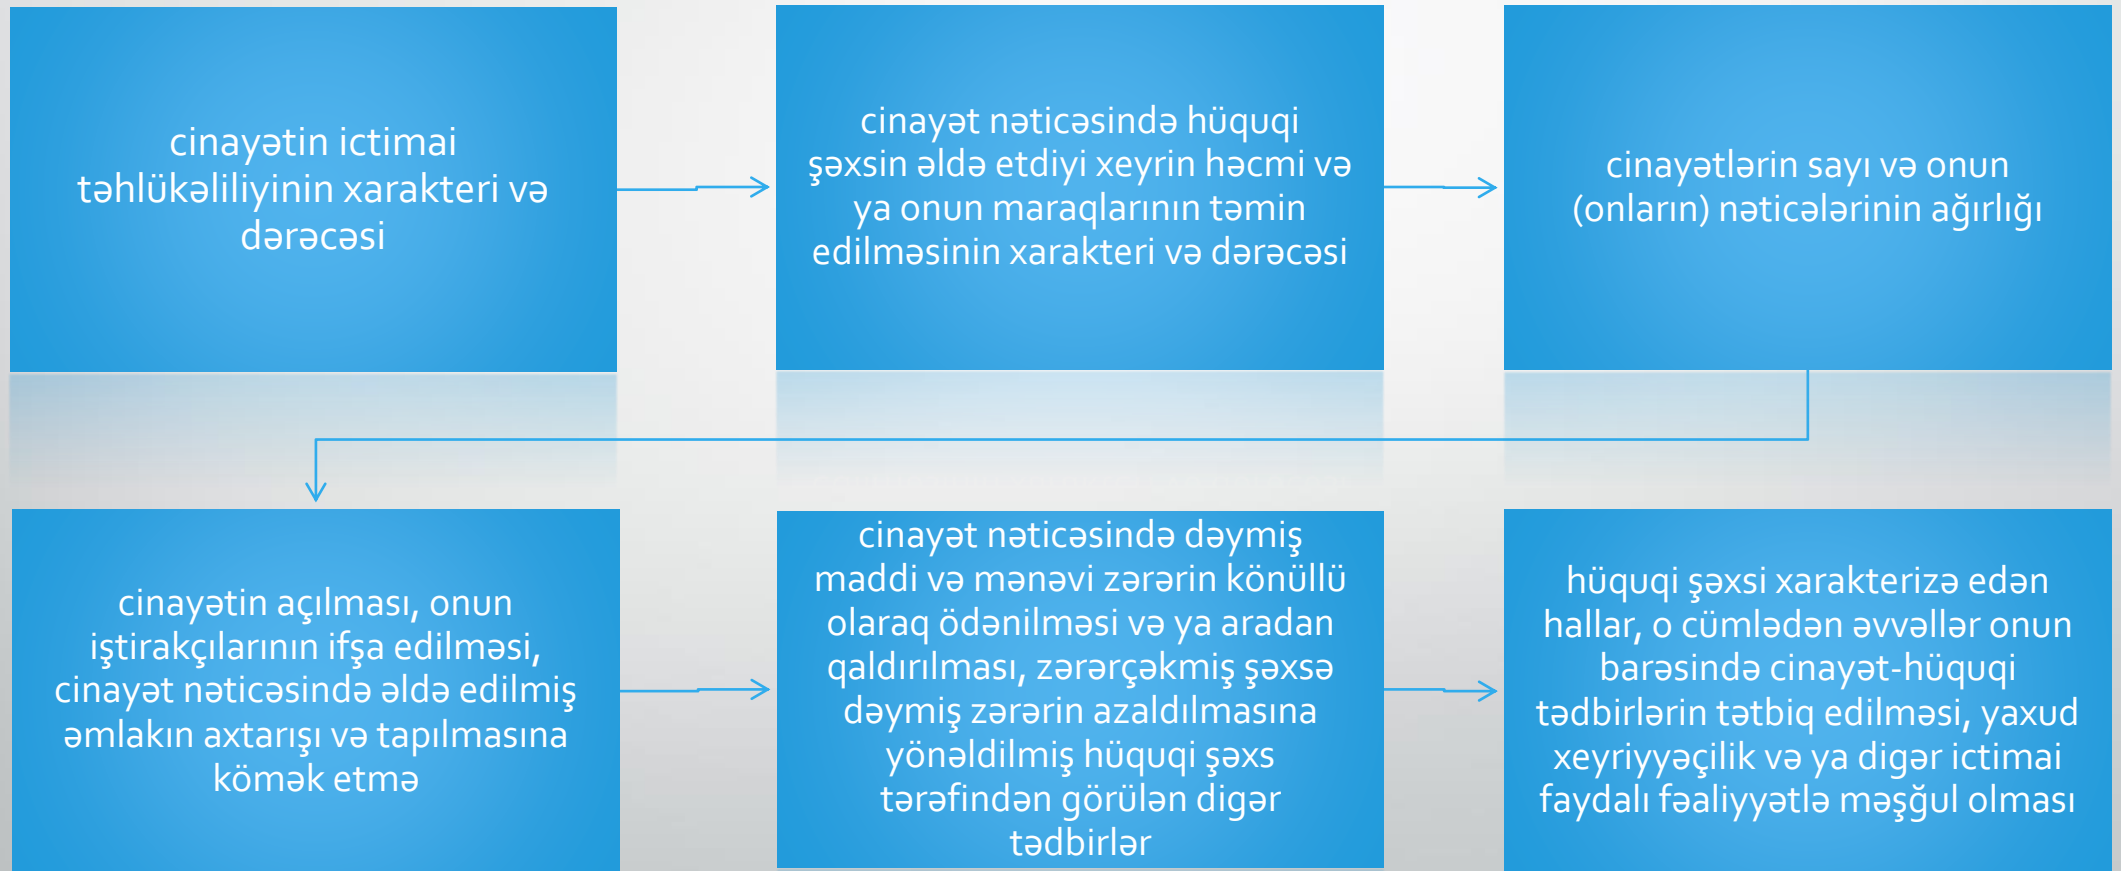 cinayətin ictimai
təhlükəliliyinin xarakteri və
dərəcəsi
cinayət nəticəsində hüquqi
şəxsin əldə etdiyi xeyrin həcmi və
ya onun maraqlarının təmin
edilməsinin xarakteri və dərəcəsi
cinayətlərin sayı və onun
(onların) nəticələrinin ağırlığı
cinayətin açılması, onun
iştirakçılarının ifşa edilməsi,
cinayət nəticəsində əldə edilmiş
əmlakın axtarışı və tapılmasına
kömək etmə
cinayət nəticəsində dəymiş
maddi və mənəvi zərərin könüllü
olaraq ödənilməsi və ya aradan
qaldırılması, zərərçəkmiş şəxsə
dəymiş zərərin azaldılmasına
yönəldilmiş hüquqi şəxs
tərəfindən görülən digər
tədbirlər
hüquqi şəxsi xarakterizə edən
hallar, o cümlədən əvvəllər onun
barəsində cinayət-hüquqi
tədbirlərin tətbiq edilməsi, yaxud
xeyriyyəçilik və ya digər ictimai
faydalı fəaliyyətlə məşğul olması